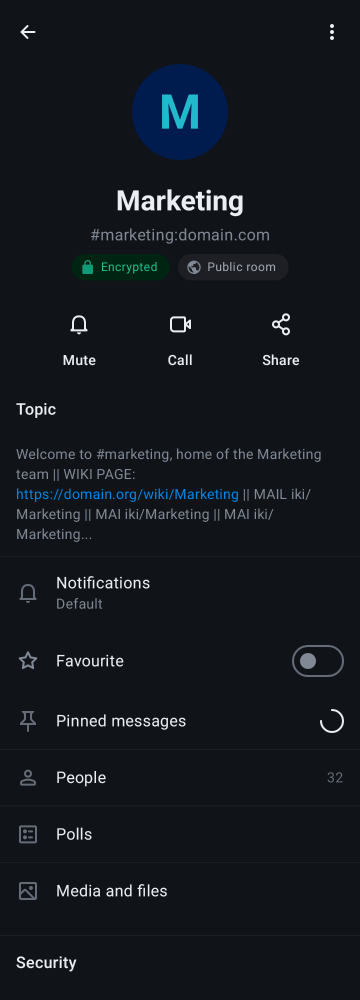 M
Marketing
#marketing:domain.com
Encrypted Public room
Mute Call Share
Topic
Welcome to #marketing, home of the Marketing
team || WIKI PAGE:
https://domain.org/wiki/Marketing || MAIL iki/
Marketing || MAI iki/Marketing || MAI iki/
Marketing...
Notifications
Default
Favourite
Pinned messages
People 32
Polls
Media and files
Security